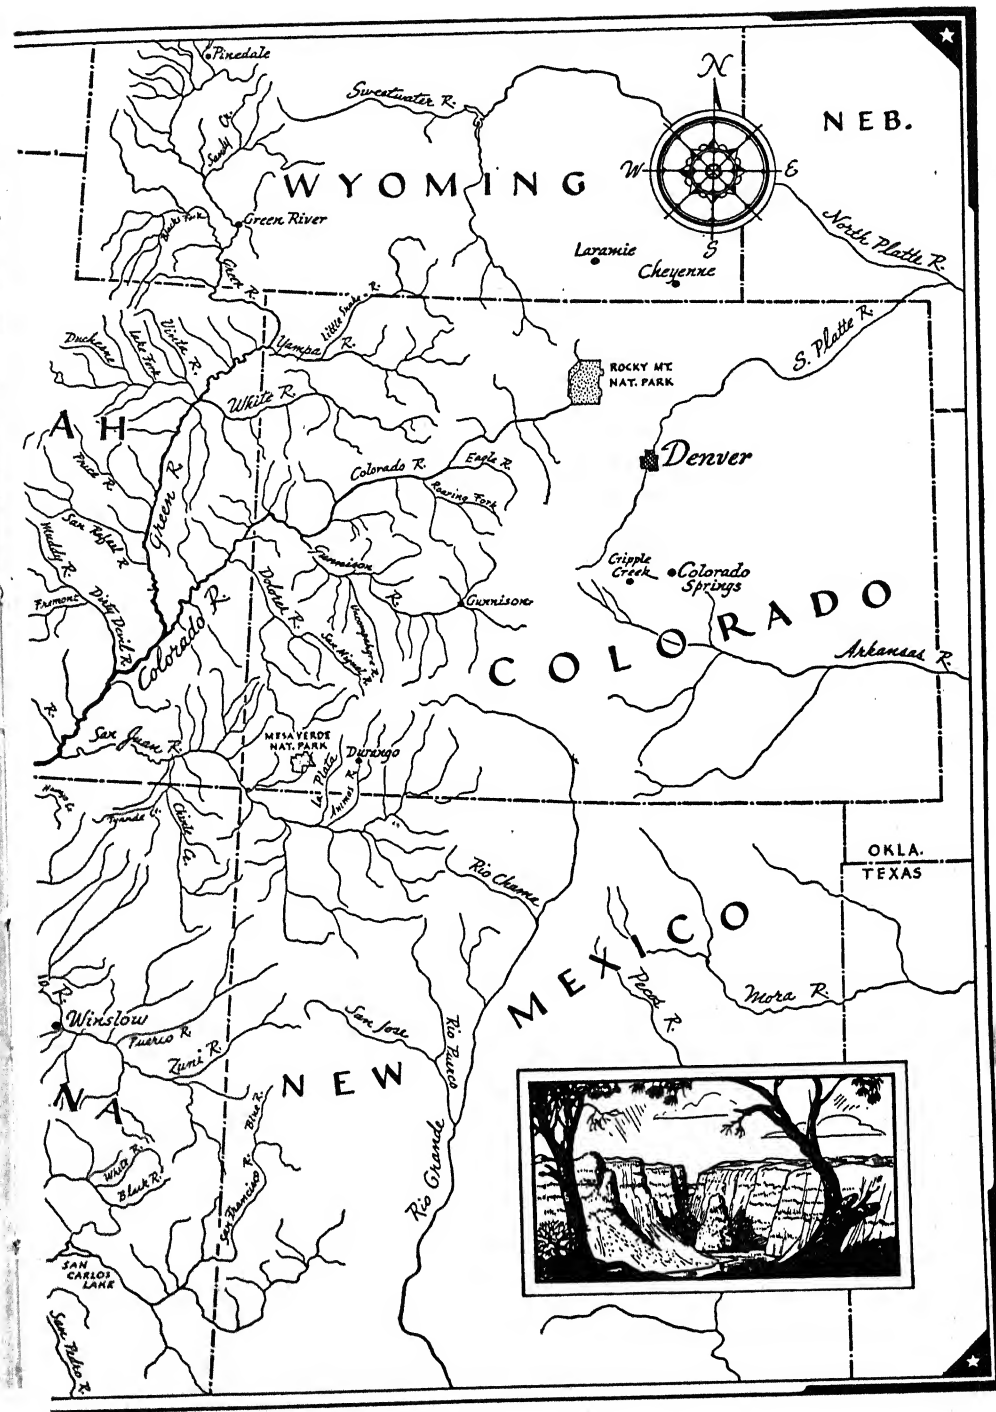 Pinedale
Sweetwater R.
N
NEB.
Sandy Cr.
WYOMING
W
E
Blacks Fork
Green River
North Platte R.
Laramie
S
Cheyenne
Green R.
Little Snake R.
Duchesne
Lake Fork
Uinta R.
Yampa R.
S. Platte R.
ROCKY MT.
NAT. PARK
White R.
AH
Denver
Price R.
Green R.
Colorado R.
Eagle R.
Roaring Fork
San Rafael R.
Muddy R.
Gunnison R.
Cripple
Creek
Colorado
Springs
Fremont
Dirty Devil R.
Dolores R.
Uncompahgre R.
Gunnison
San Miguel R.
Colorado R.
COLORADO
Arkansas R.
R.
San Juan R.
MESA VERDE
NAT. PARK
Durango
La Plata
Animas R.
Chinle Cr.
OKLA.
TEXAS
Rio Chama
MEXICO
Pecos R.
Mora R.
R.
Winslow
Puerco R.
San Jose
Rio Puerco
Zuni R.
NEW
NA
Blue R.
White R.
Black R.
San Francisco R.
Rio Grande
SAN
CARLOS
LAKE
San Pedro R.